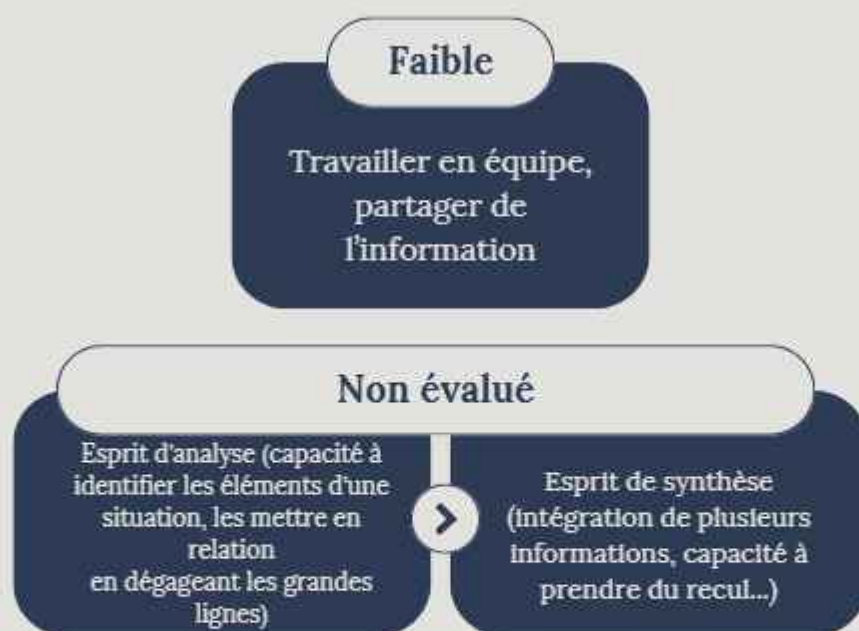 Faible
Travailler en équipe,
partager de
l'information
Non évalué
Esprit d'analyse (capacité à
identifier les éléments d'une
situation, les mettre en
relation
en dégageant les grandes
lignes)
Esprit de synthèse
(intégration de plusieurs
informations, capacité à
prendre du recul...)